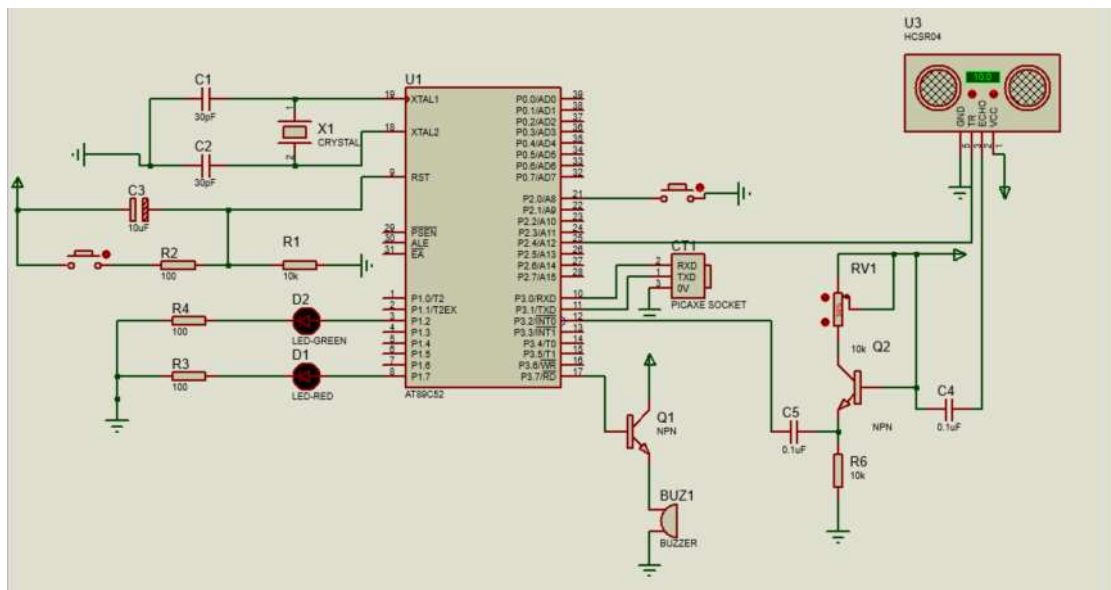 U3
HCSR04
10.0
GND
TR
ECHO
VCC
5
3
2
1
C1
30pF
C2
30pF
1
X1
CRYSTAL
2
C3
10uF
R2
100
R1
10k
R4
100
D2
LED-GREEN
R3
100
D1
LED-RED
U1
19 XTAL1
18 XTAL2
9 RST
29 PSEN
30 ALE
31 EA
1 P1.0/T2
2 P1.1/T2EX
3 P1.2
4 P1.3
5 P1.4
6 P1.5
7 P1.6
8 P1.7
P0.0/AD0 39
P0.1/AD1 38
P0.2/AD2 37
P0.3/AD3 36
P0.4/AD4 35
P0.5/AD5 34
P0.6/AD6 33
P0.7/AD7 32
P2.0/A8 21
P2.1/A9 22
P2.2/A10 23
P2.3/A11 24
P2.4/A12 25
P2.5/A13 26
P2.6/A14 27
P2.7/A15 28
P3.0/RXD 10
P3.1/TXD 11
P3.2/INT0 12
P3.3/INT1 13
P3.4/T0 14
P3.5/T1 15
P3.6/WR 16
P3.7/RD 17
AT89C52
CT1
2 RXD
1 TXD
3 0V
PICAXE SOCKET
Q1
NPN
BUZ1
BUZZER
RV1
10k
Q2
NPN
C4
0.1uF
C5
0.1uF
R6
10k